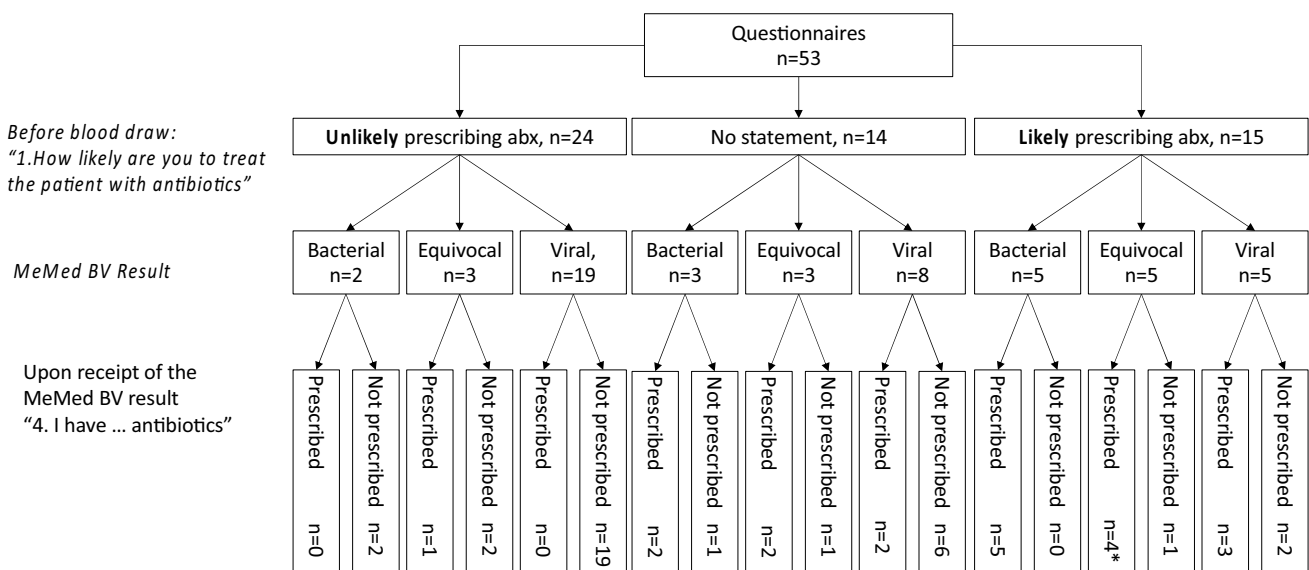 Questionnaires
n=53
Before blood draw:
“1.How likely are you to treat
the patient with antibiotics”
Unlikely prescribing abx, n=24
No statement, n=14
Likely prescribing abx, n=15
MeMed BV Result
Bacterial
n=2
Equivocal
n=3
Viral,
n=19
Bacterial
n=3
Equivocal
n=3
Viral
n=8
Bacterial
n=5
Equivocal
n=5
Viral
n=5
Upon receipt of the
MeMed BV result
“4. I have ... antibiotics”
Prescribed n=0
Not prescribed n=2
Prescribed n=1
Not prescribed n=2
Prescribed n=0
Not prescribed n=19
Prescribed n=2
Not prescribed n=1
Prescribed n=2
Not prescribed n=1
Prescribed n=2
Not prescribed n=6
Prescribed n=5
Not prescribed n=0
Prescribed n=4*
Not prescribed n=1
Prescribed n=3
Not prescribed n=2